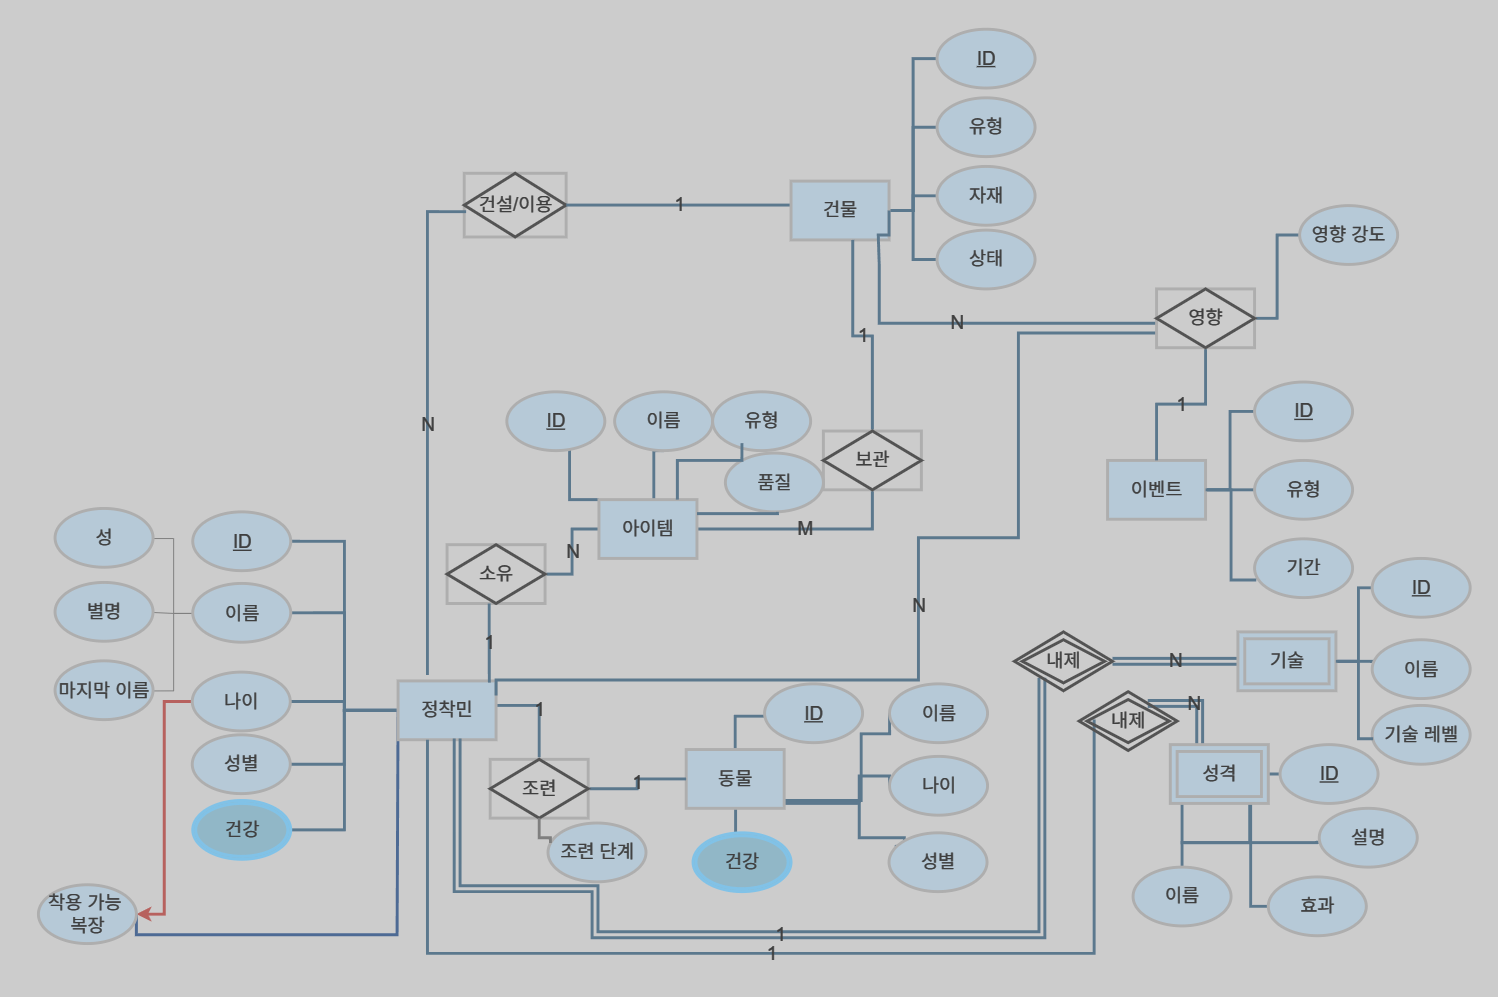 ID
유형
자재
상태
건물
건설/이용
1
영향 강도
영향
N
1
1
ID
유형
기간
이벤트
N
ID
이름
유형
품질
보관
아이템
M
N
소유
1
N
성
별명
마지막 이름
ID
이름
나이
성별
건강
착용 가능
복장
정착민
1
조련
조련 단계
1
동물
ID
이름
나이
성별
건강
내제
N
기술
ID
이름
기술 레벨
내제
N
성격
ID
설명
이름
효과
1
1